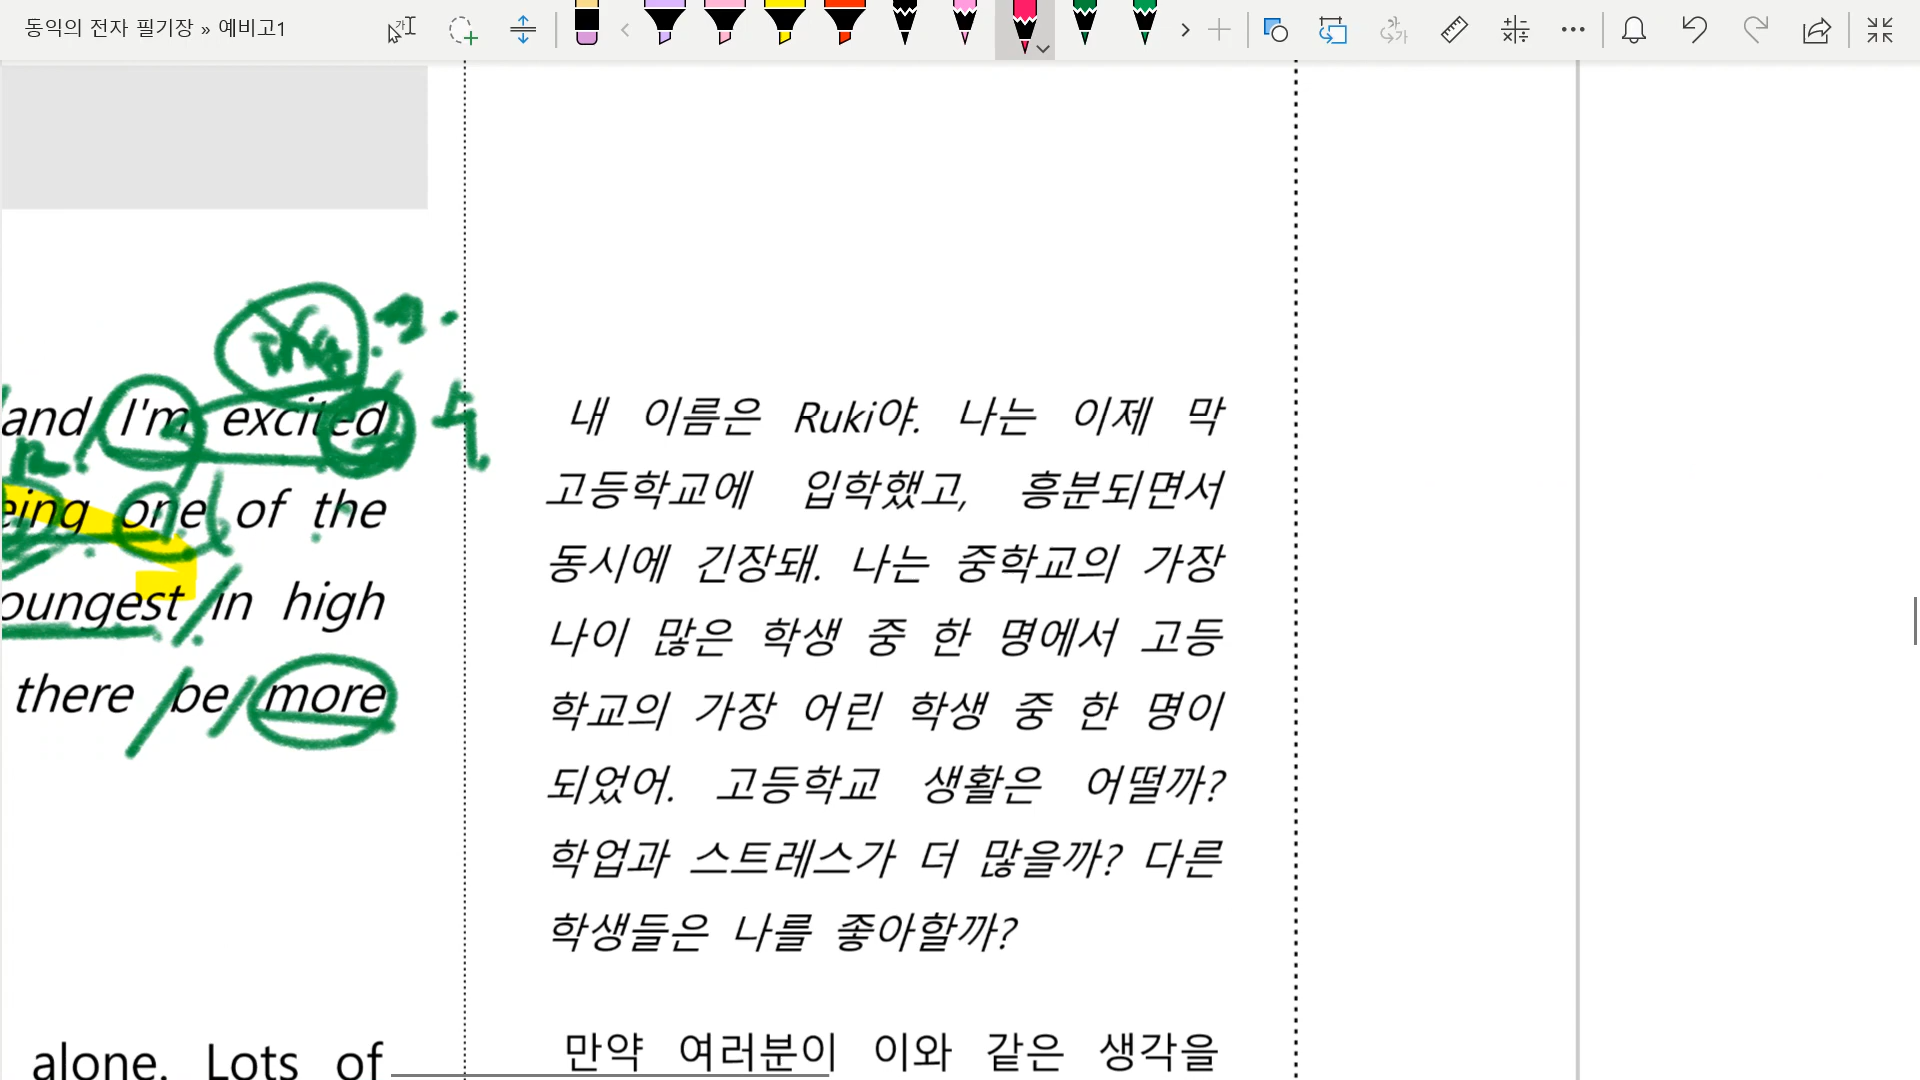 동익의 전자 필기장 » 예비고1
and I'm excited
ing one of the
oungest in high
there be more
alone. Lots of
내 이름은 Ruki야. 나는 이제 막
고등학교에 입학했고, 흥분되면서
동시에 긴장돼. 나는 중학교의 가장
나이 많은 학생 중 한 명에서 고등
학교의 가장 어린 학생 중 한 명이
되었어. 고등학교 생활은 어떨까?
학업과 스트레스가 더 많을까? 다른
학생들은 나를 좋아할까?
만약 여러분이 이와 같은 생각을